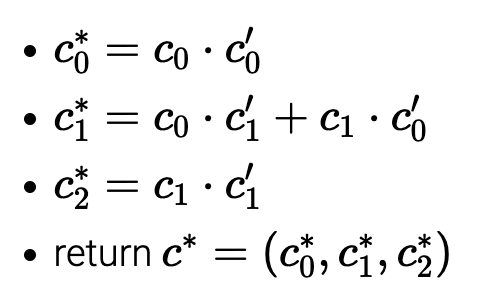 • c₀* = c₀ · c₀′
• c₁* = c₀ · c₁′ + c₁ · c₀′
• c₂* = c₁ · c₁′
• return c* = (c₀*, c₁*, c₂*)